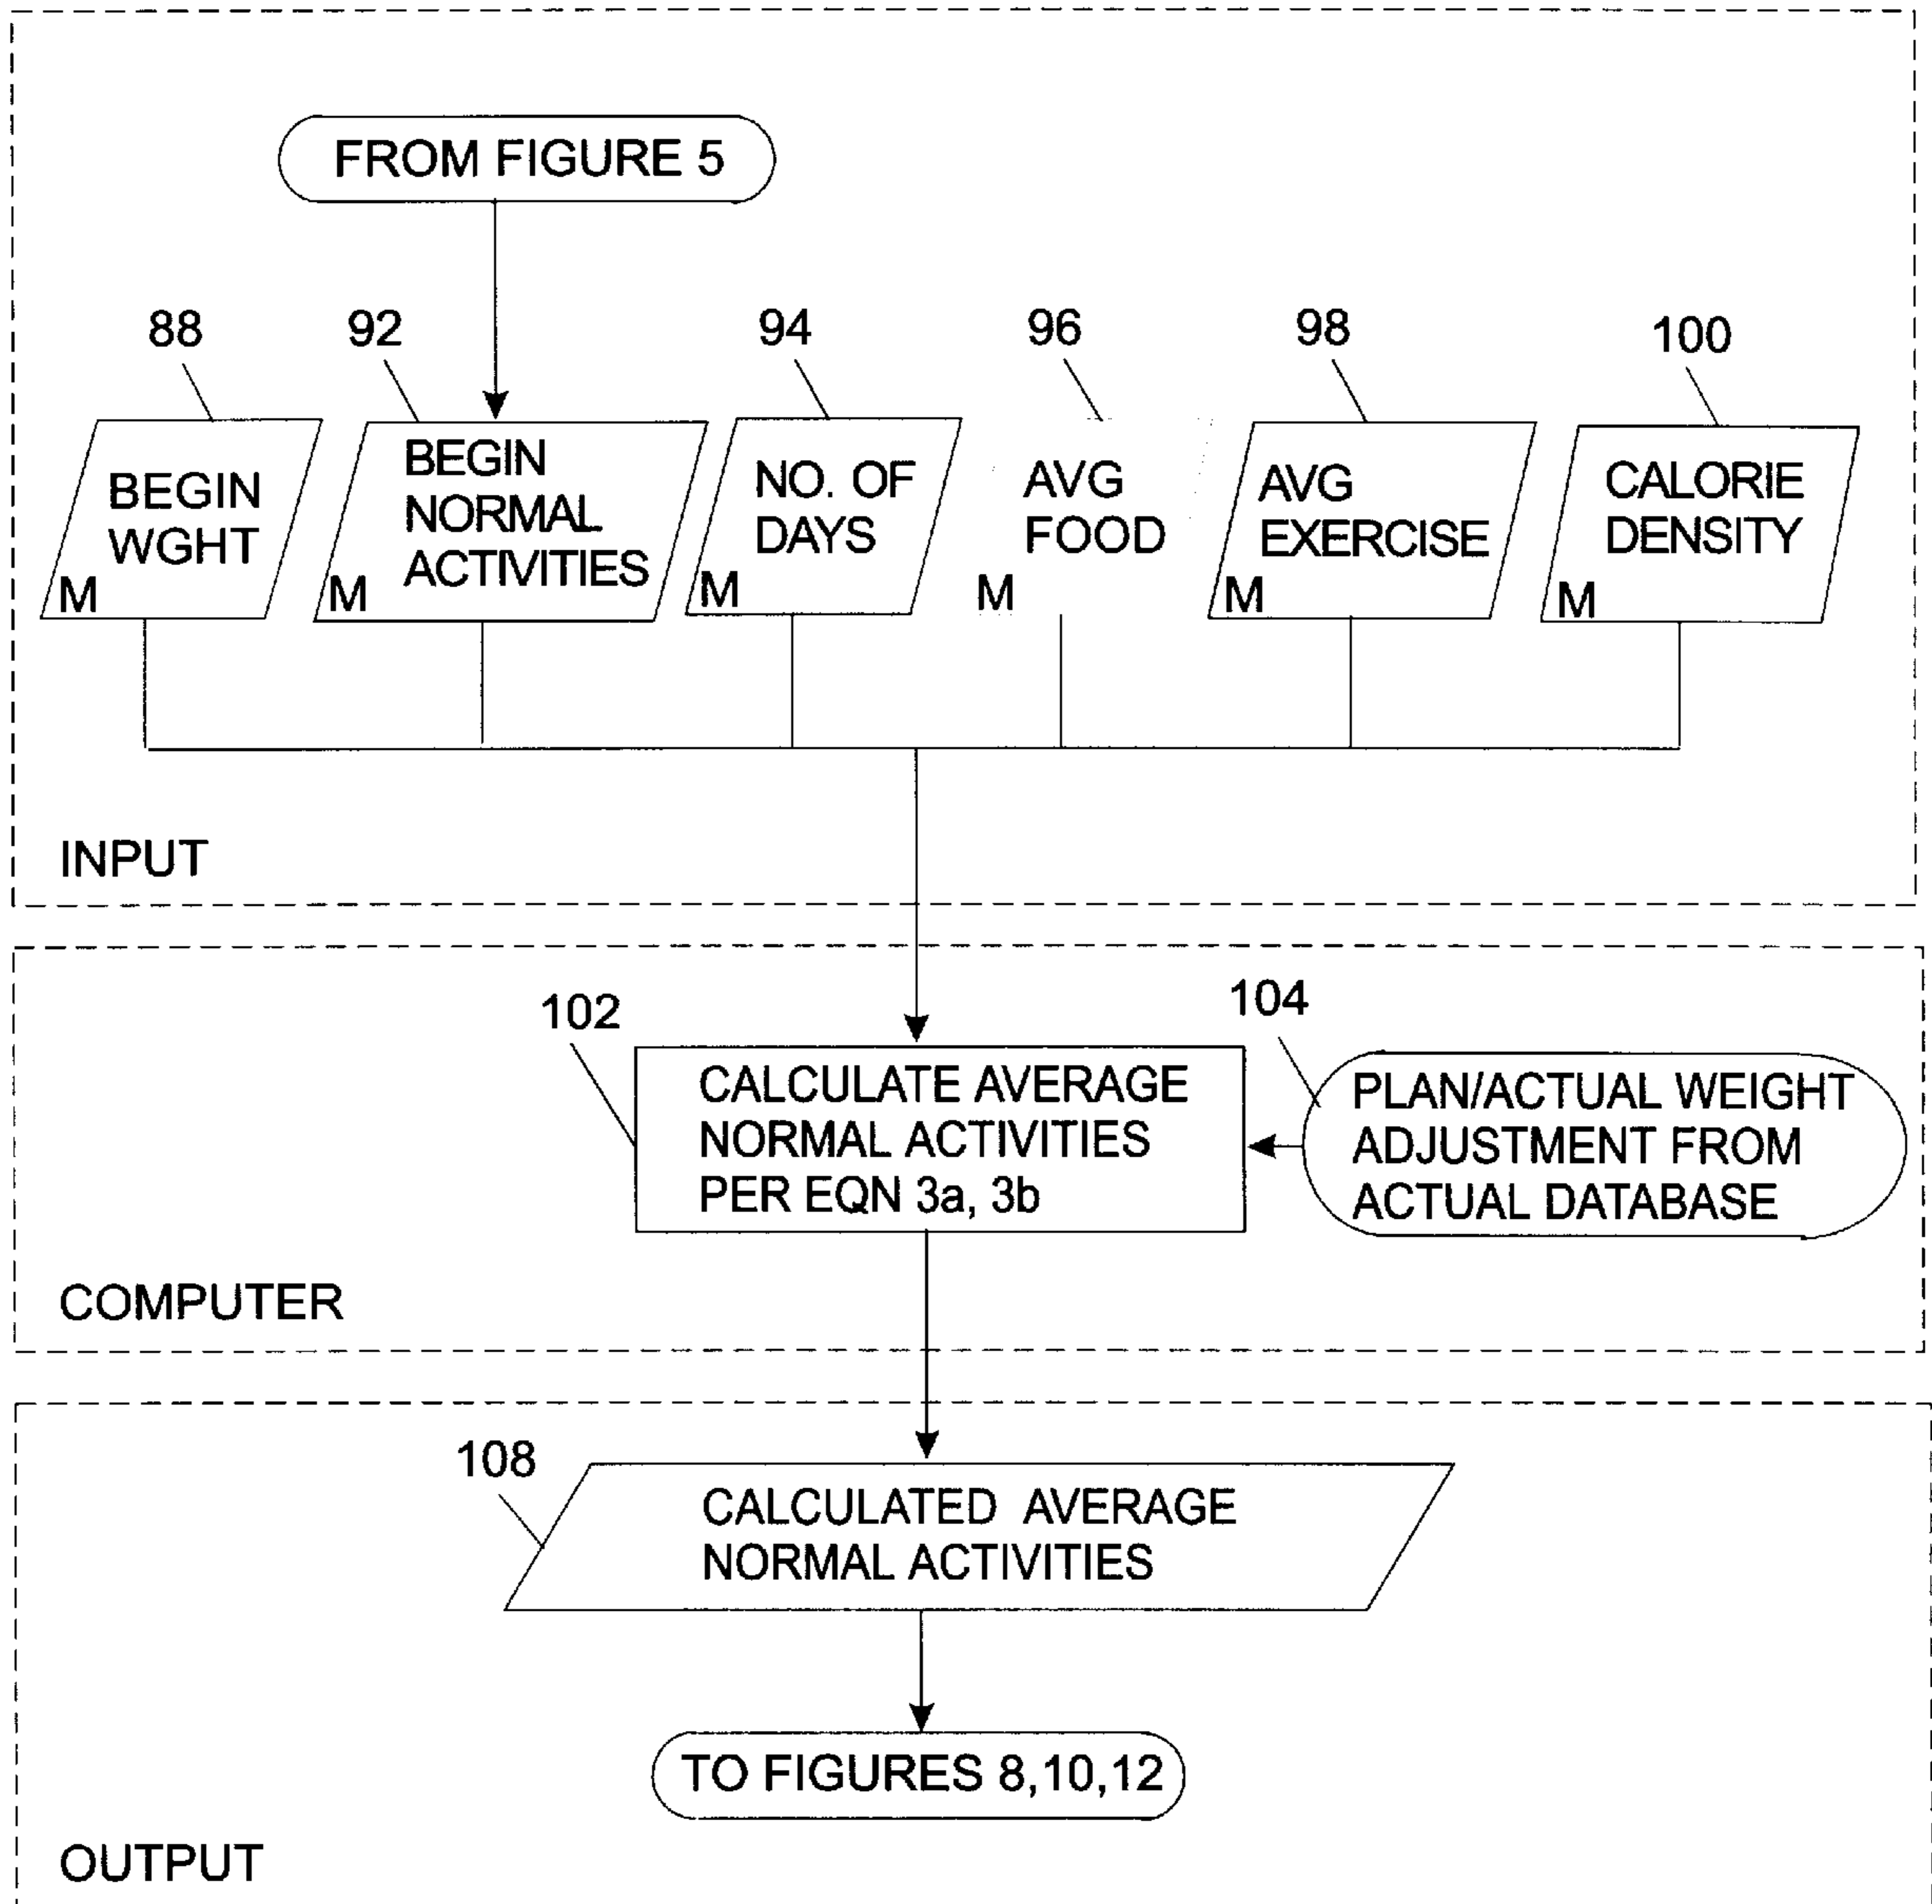 FROM FIGURE 5
88
92
94
96
98
100
BEGIN
WGHT
M
BEGIN
NORMAL
ACTIVITIES
M
NO. OF
DAYS
M
AVG
FOOD
M
AVG
EXERCISE
M
CALORIE
DENSITY
M
INPUT
102
104
CALCULATE AVERAGE
NORMAL ACTIVITIES
PER EQN 3a, 3b
PLAN/ACTUAL WEIGHT
ADJUSTMENT FROM
ACTUAL DATABASE
COMPUTER
108
CALCULATED AVERAGE
NORMAL ACTIVITIES
TO FIGURES 8,10,12
OUTPUT